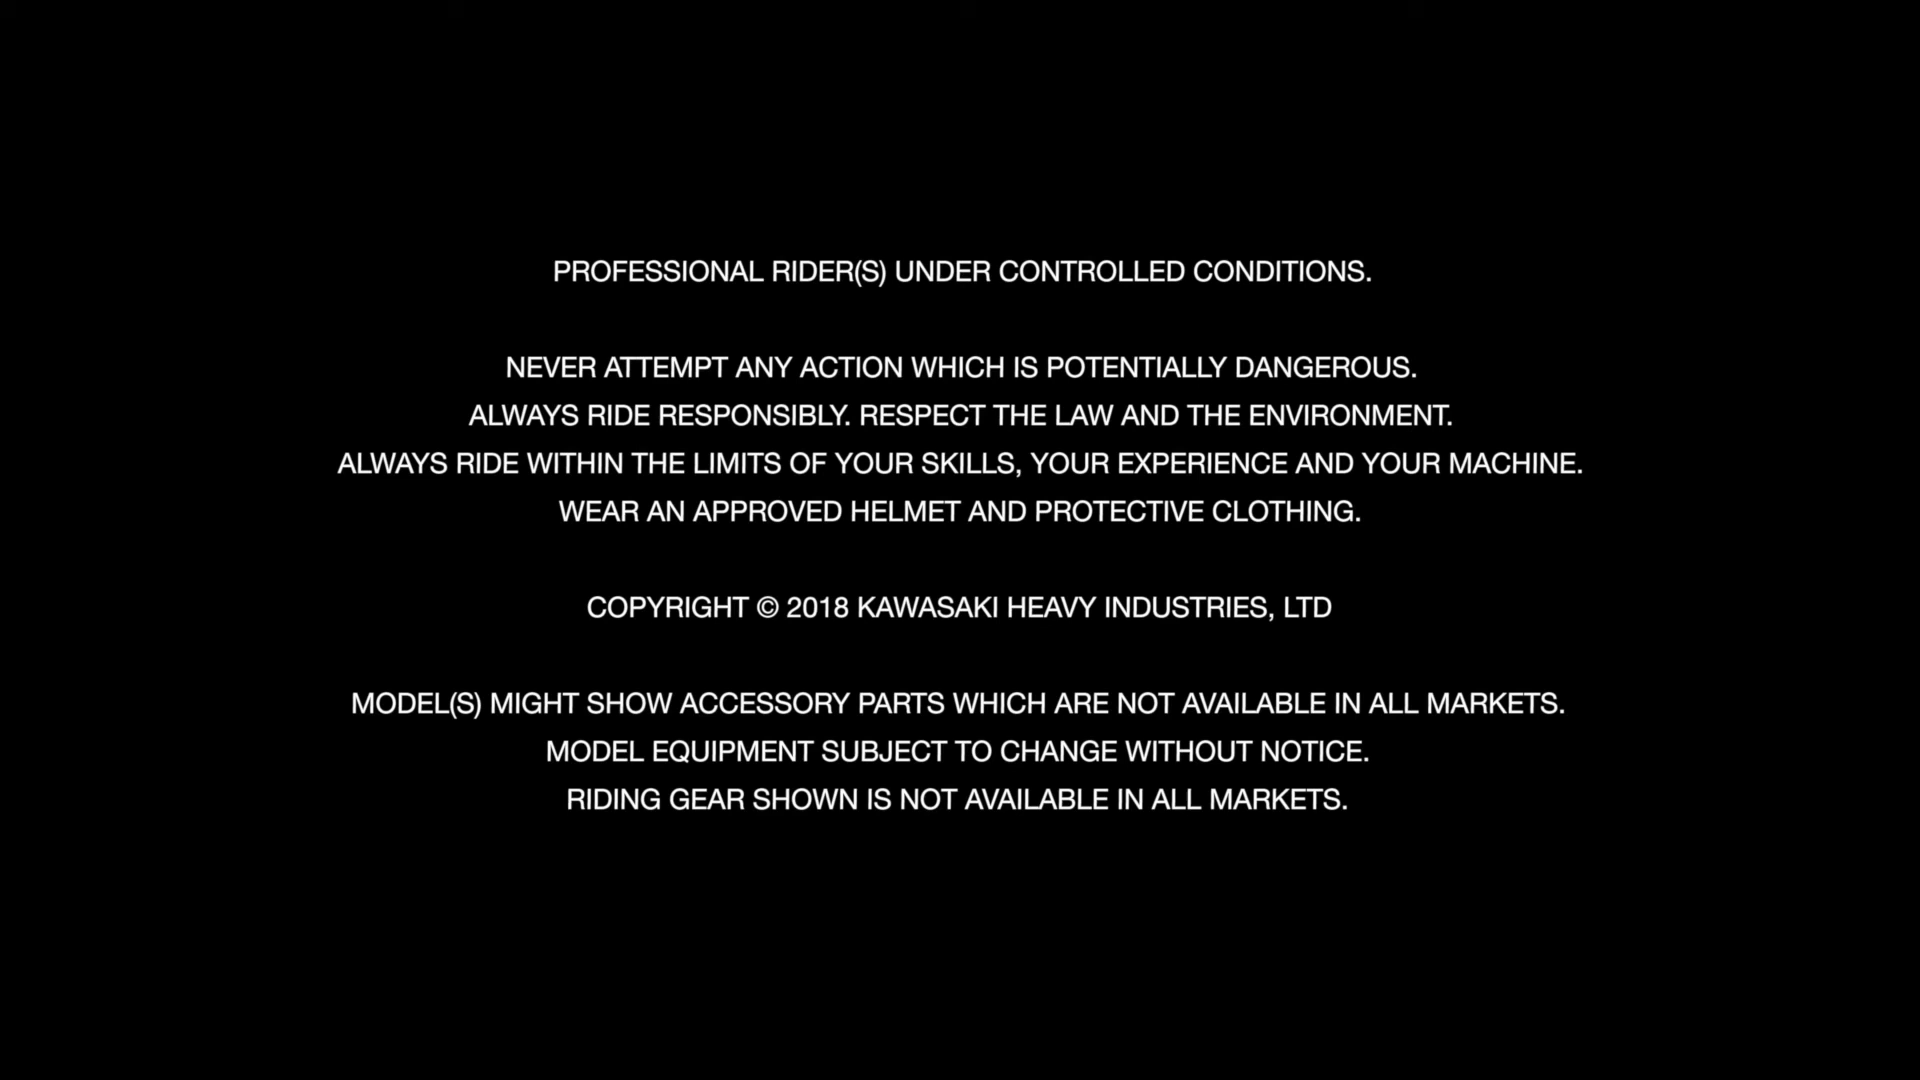 PROFESSIONAL RIDER(S) UNDER CONTROLLED CONDITIONS.
NEVER ATTEMPT ANY ACTION WHICH IS POTENTIALLY DANGEROUS.
ALWAYS RIDE RESPONSIBLY. RESPECT THE LAW AND THE ENVIRONMENT.
ALWAYS RIDE WITHIN THE LIMITS OF YOUR SKILLS, YOUR EXPERIENCE AND YOUR MACHINE.
WEAR AN APPROVED HELMET AND PROTECTIVE CLOTHING.
COPYRIGHT © 2018 KAWASAKI HEAVY INDUSTRIES, LTD
MODEL(S) MIGHT SHOW ACCESSORY PARTS WHICH ARE NOT AVAILABLE IN ALL MARKETS.
MODEL EQUIPMENT SUBJECT TO CHANGE WITHOUT NOTICE.
RIDING GEAR SHOWN IS NOT AVAILABLE IN ALL MARKETS.